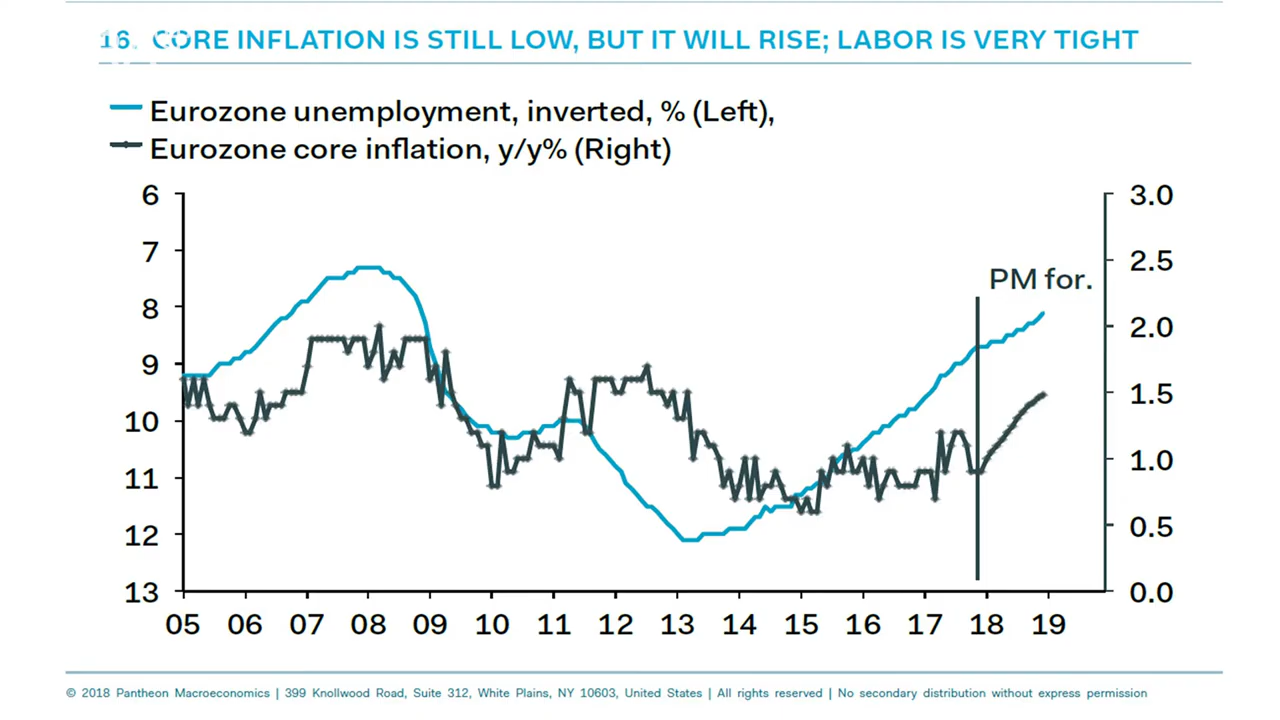 16. CORE INFLATION IS STILL LOW, BUT IT WILL RISE; LABOR IS VERY TIGHT
Eurozone unemployment, inverted, % (Left),
Eurozone core inflation, y/y% (Right)
6 3.0
7 2.5
PM for.
8 2.0
9
10 1.5
11 1.0
12 0.5
13 0.0
05 06 07 08 09 10 11 12 13 14 15 16 17 18 19
© 2018 Pantheon Macroeconomics | 399 Knollwood Road, Suite 312, White Plains, NY 10603, United States | All rights reserved | No secondary distribution without express permission